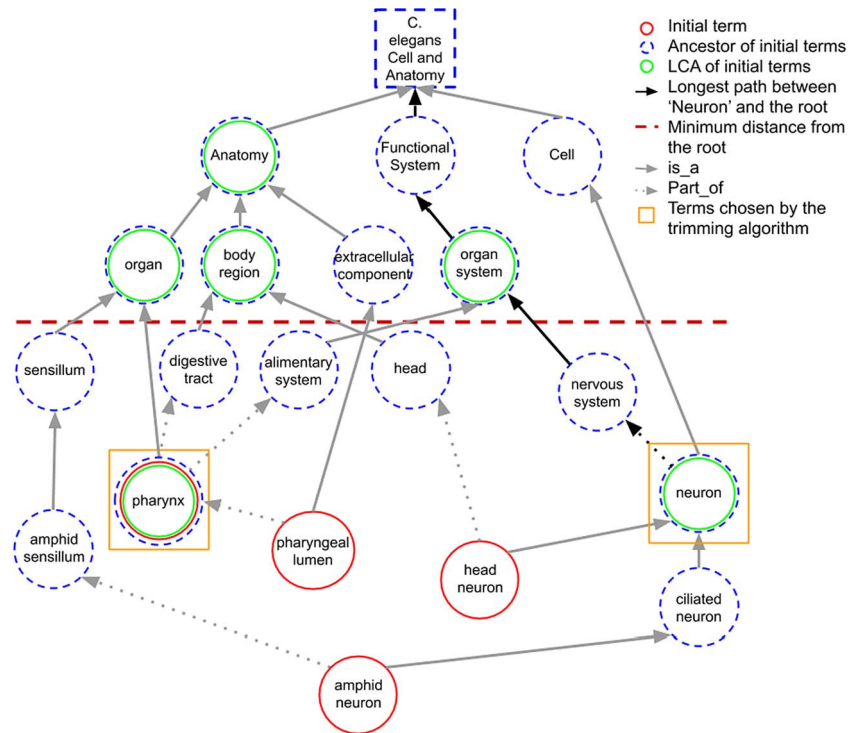 C.
elegans
Cell and
Anatomy
Initial term
Ancestor of initial terms
LCA of initial terms
Longest path between
‘Neuron’ and the root
Minimum distance from
the root
is_a
Part_of
Terms chosen by the
trimming algorithm
Anatomy
Functional
System
Cell
organ
body
region
extracellular
component
organ
system
sensillum
digestive
tract
alimentary
system
head
nervous
system
pharynx
neuron
amphid
sensillum
pharyngeal
lumen
head
neuron
ciliated
neuron
amphid
neuron